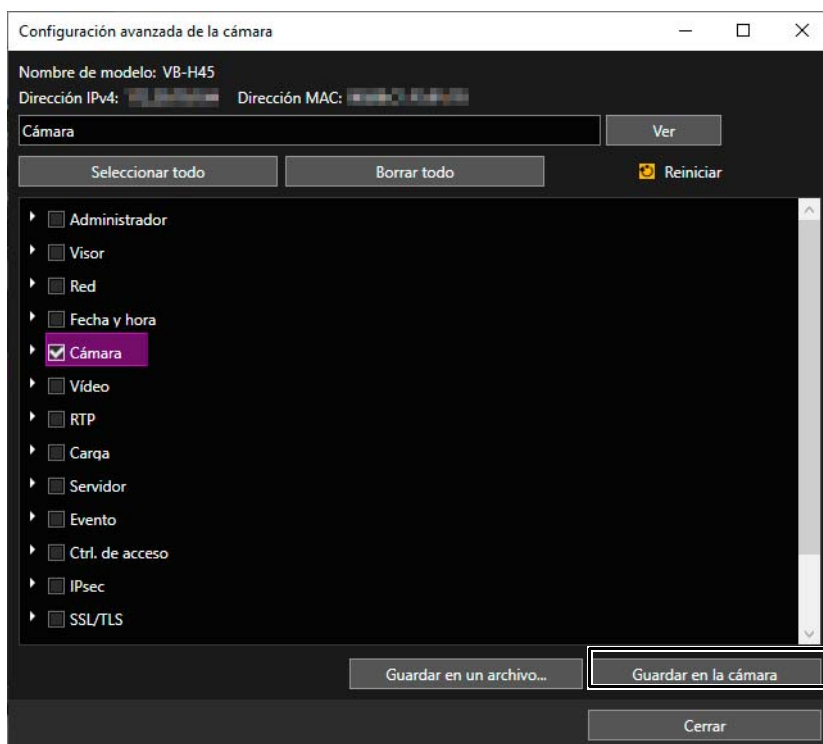 Configuración avanzada de la cámara
Nombre de modelo: VB-H45
Dirección IPv4: Dirección MAC:
Cámara Ver
Seleccionar todo Borrar todo Reiniciar
Administrador
Visor
Red
Fecha y hora
Cámara
Vídeo
RTP
Carga
Servidor
Evento
Ctrl. de acceso
IPsec
SSL/TLS
Guardar en un archivo... Guardar en la cámara
Cerrar